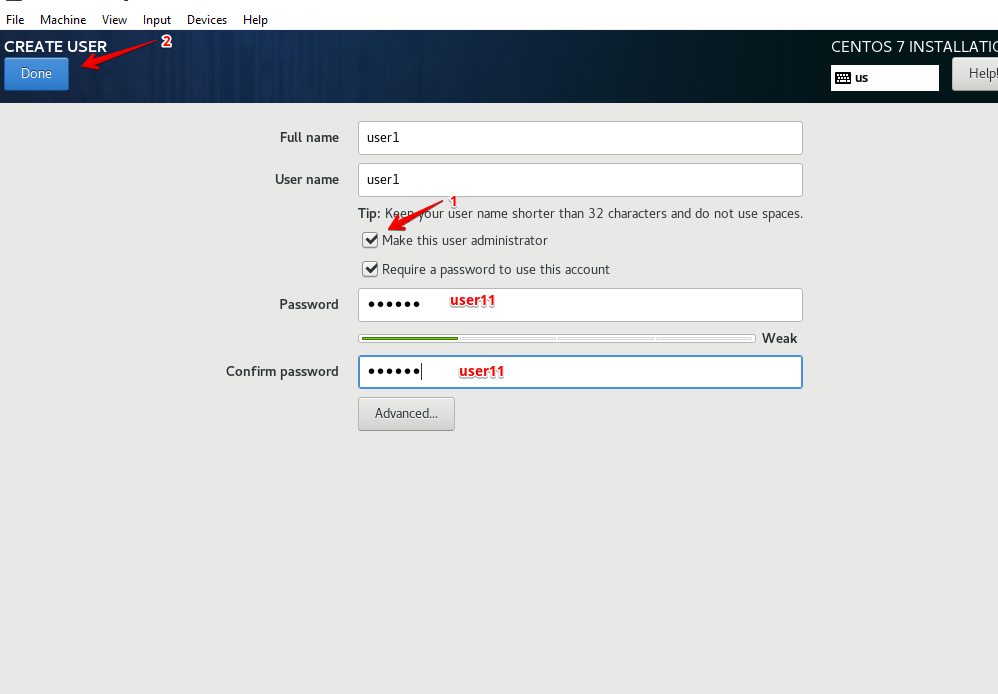 File Machine View Input Devices Help
CREATE USER 2 CENTOS 7 INSTALLATIO
Done us Help!
Full name user1
User name user1
1
Tip: Keep your user name shorter than 32 characters and do not use spaces.
Make this user administrator
Require a password to use this account
Password •••••• user11
Weak
Confirm password •••••• user11
Advanced...